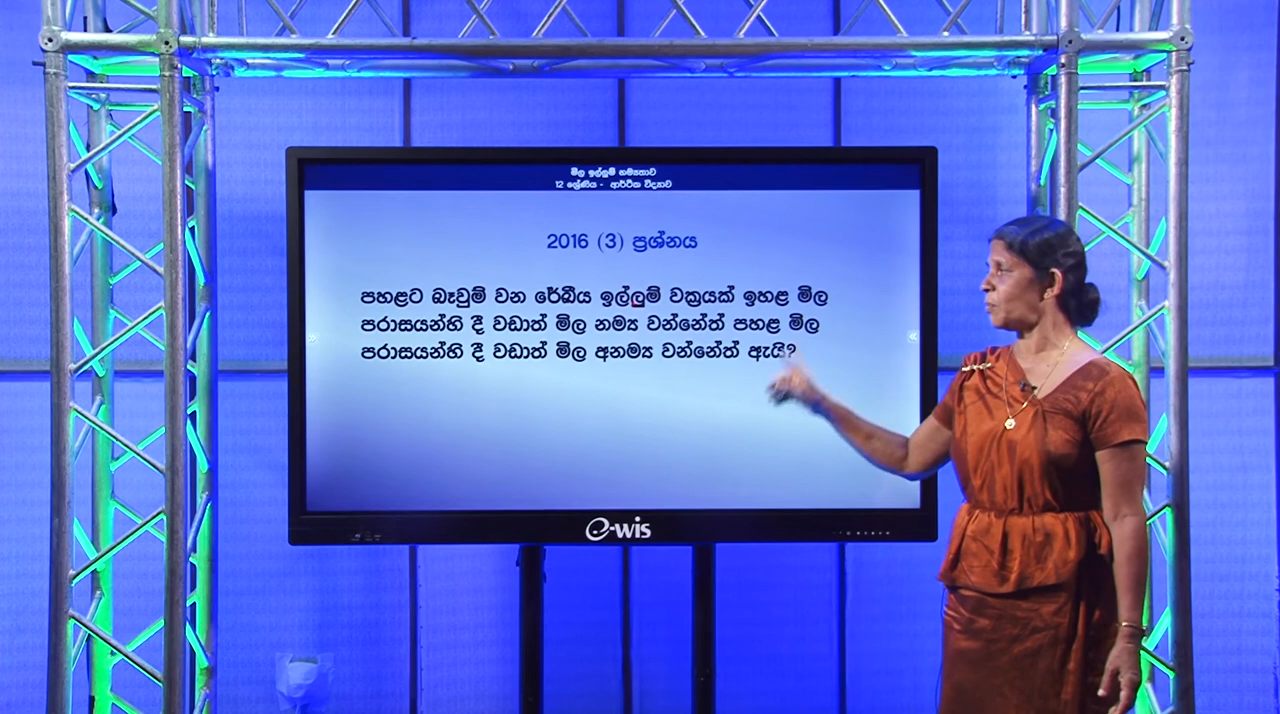 මිල ඉල්ලුම් නම්‍යතාව
12 ශ්‍රේණිය - ආර්ථික විද්‍යාව
2016 (3) ප්‍රශ්නය
පහළට බෑවුම් වන රේඛීය ඉල්ලුම් වක්‍රයක් ඉහළ මිල
පරාසයන්හි දී වඩාත් මිල නම්‍ය වන්නේත් පහළ මිල
පරාසයන්හි දී වඩාත් මිල අනම්‍ය වන්නේත් ඇයි?
e-wis